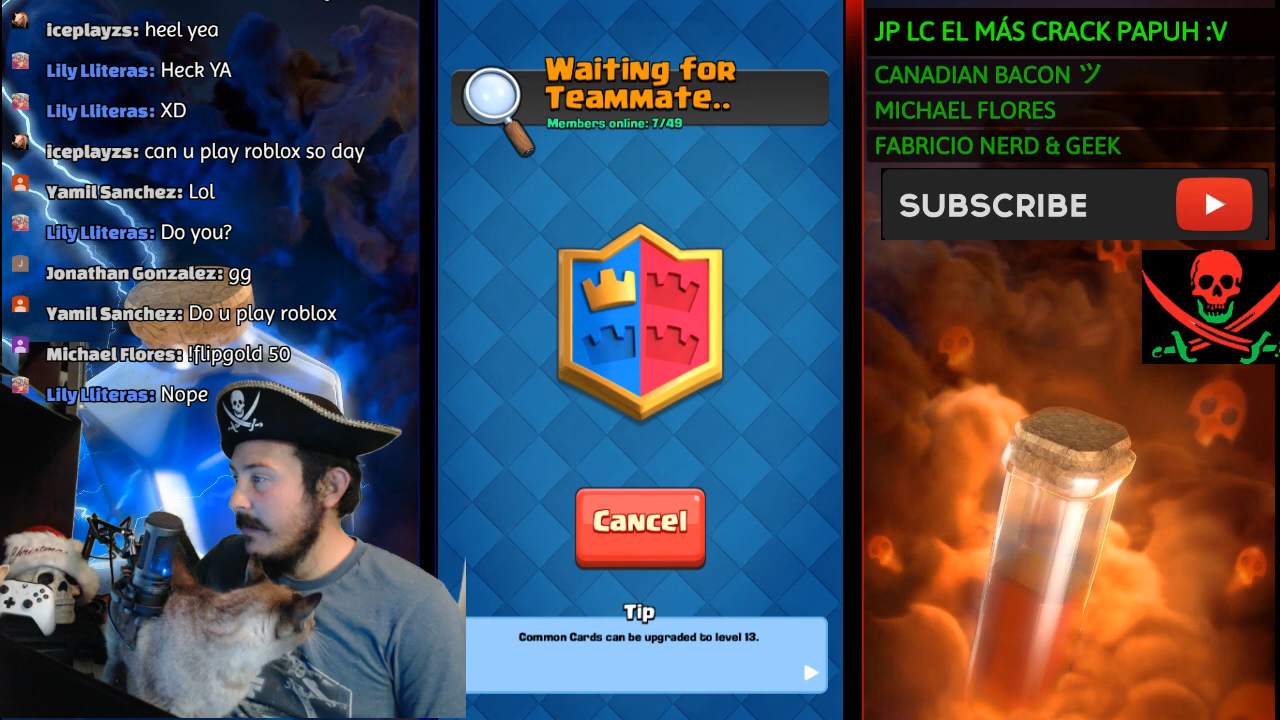 iceplayzs: heel yea
Lily Lliteras: Heck YA
Lily Lliteras: XD
iceplayzs: can u play roblox so day
Yamil Sanchez: Lol
Lily Lliteras: Do you?
Jonathan Gonzalez: gg
Yamil Sanchez: Do u play roblox
Michael Flores: !flipgold 50
Lily Lliteras: Nope
Christmas
Waiting for
Teammate..
Members online: 7/49
Cancel
Tip
Common Cards can be upgraded to level 13.
JP LC EL MÁS CRACK PAPUH :V
CANADIAN BACON ツ
MICHAEL FLORES
FABRICIO NERD & GEEK
SUBSCRIBE